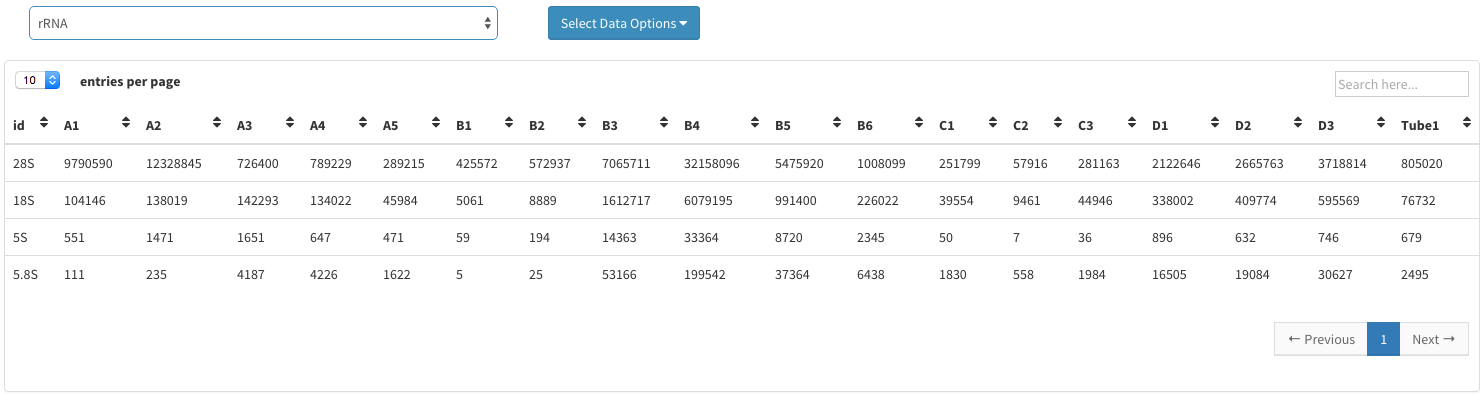 rRNA Select Data Options
10 entries per page Search here...
id A1 A2 A3 A4 A5 B1 B2 B3 B4 B5 B6 C1 C2 C3 D1 D2 D3 Tube1
28S 9790590 12328845 726400 789229 289215 425572 572937 7065711 32158096 5475920 1008099 251799 57916 281163 2122646 2665763 3718814 805020
18S 104146 138019 142293 134022 45984 5061 8889 1612717 6079195 991400 226022 39554 9461 44946 338002 409774 595569 76732
5S 551 1471 1651 647 471 59 194 14363 33364 8720 2345 50 7 36 896 632 746 679
5.8S 111 235 4187 4226 1622 5 25 53166 199542 37364 6438 1830 558 1984 16505 19084 30627 2495
← Previous 1 Next →